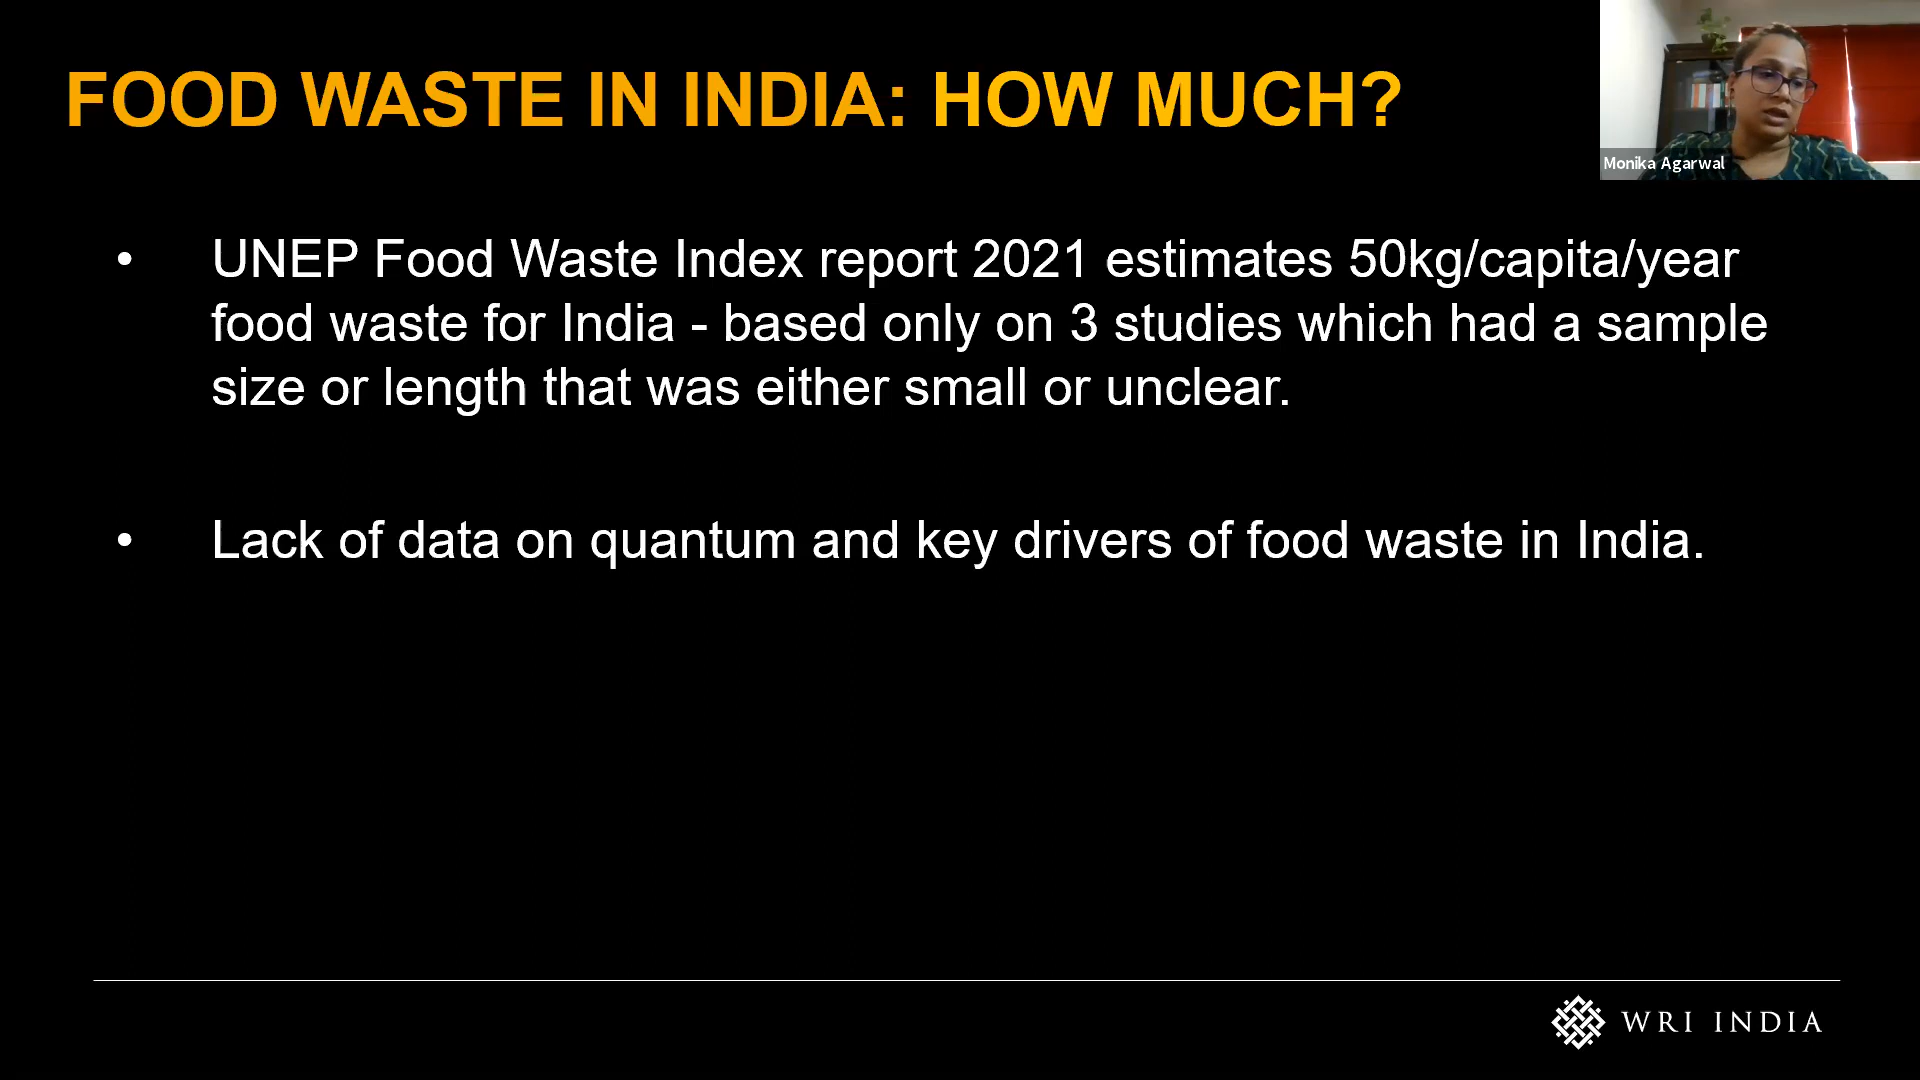 FOOD WASTE IN INDIA: HOW MUCH?
Monika Agarwal
• UNEP Food Waste Index report 2021 estimates 50kg/capita/year
food waste for India - based only on 3 studies which had a sample
size or length that was either small or unclear.
• Lack of data on quantum and key drivers of food waste in India.
WRI INDIA